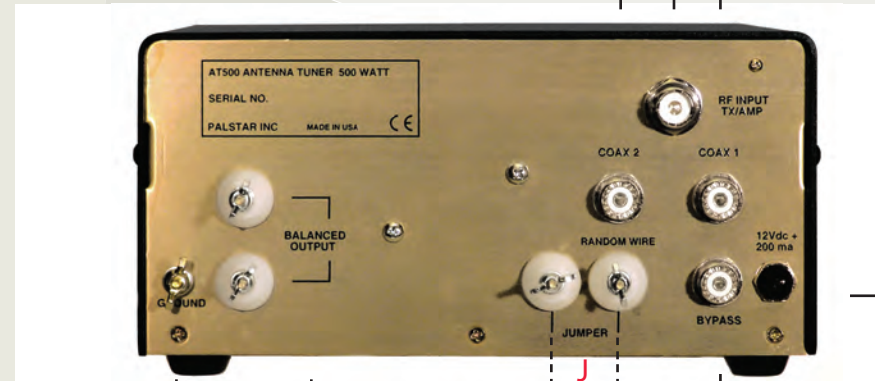 AT500 ANTENNA TUNER 500 WATT
SERIAL NO.
PALSTAR INC MADE IN USA CE
RF INPUT
TX/AMP
COAX 2
COAX 1
BALANCED
OUTPUT
RANDOM WIRE
12Vdc +
200 ma
GROUND
BYPASS
JUMPER
J